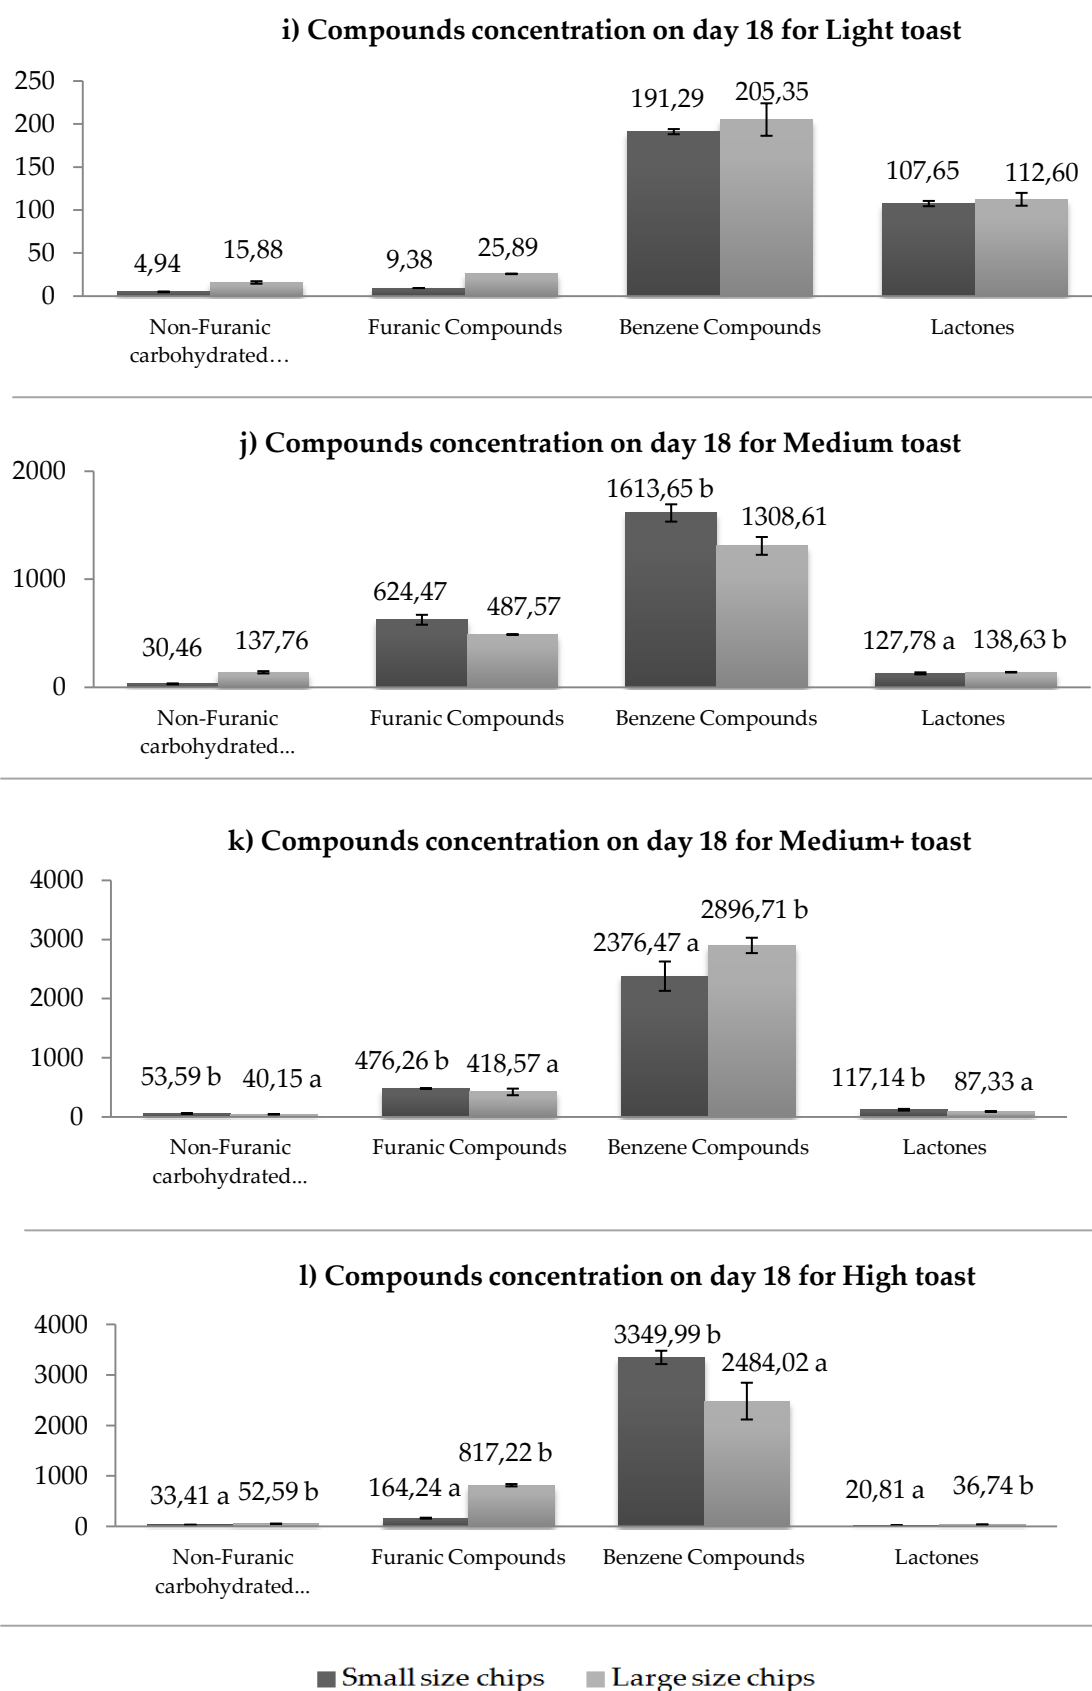 i) Compounds concentration on day 18 for Light toast
250
200
150
100
50
0
4,94
15,88
9,38
25,89
191,29
205,35
107,65
112,60
Non-Furanic
carbohydrated…
Furanic Compounds
Benzene Compounds
Lactones
j) Compounds concentration on day 18 for Medium toast
2000
1000
0
30,46
137,76
624,47
487,57
1613,65 b
1308,61
127,78 a
138,63 b
Non-Furanic
carbohydrated...
Furanic Compounds
Benzene Compounds
Lactones
k) Compounds concentration on day 18 for Medium+ toast
4000
3000
2000
1000
0
53,59 b
40,15 a
476,26 b
418,57 a
2376,47 a
2896,71 b
117,14 b
87,33 a
Non-Furanic
carbohydrated...
Furanic Compounds
Benzene Compounds
Lactones
l) Compounds concentration on day 18 for High toast
4000
3000
2000
1000
0
33,41 a
52,59 b
164,24 a
817,22 b
3349,99 b
2484,02 a
20,81 a
36,74 b
Non-Furanic
carbohydrated...
Furanic Compounds
Benzene Compounds
Lactones
Small size chips
Large size chips